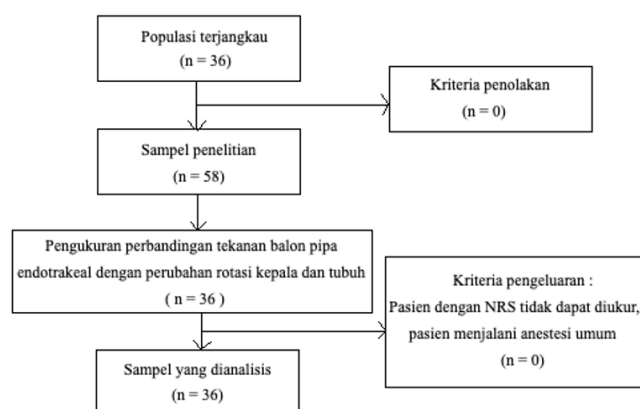 Populasi terjangkau
(n = 36)
Kriteria penolakan
(n = 0)
Sampel penelitian
(n = 58)
Pengukuran perbandingan tekanan balon pipa
endotrakeal dengan perubahan rotasi kepala dan tubuh
( n = 36 )
Kriteria pengeluaran :
Pasien dengan NRS tidak dapat diukur,
pasien menjalani anestesi umum
(n = 0)
Sampel yang dianalisis
(n = 36)